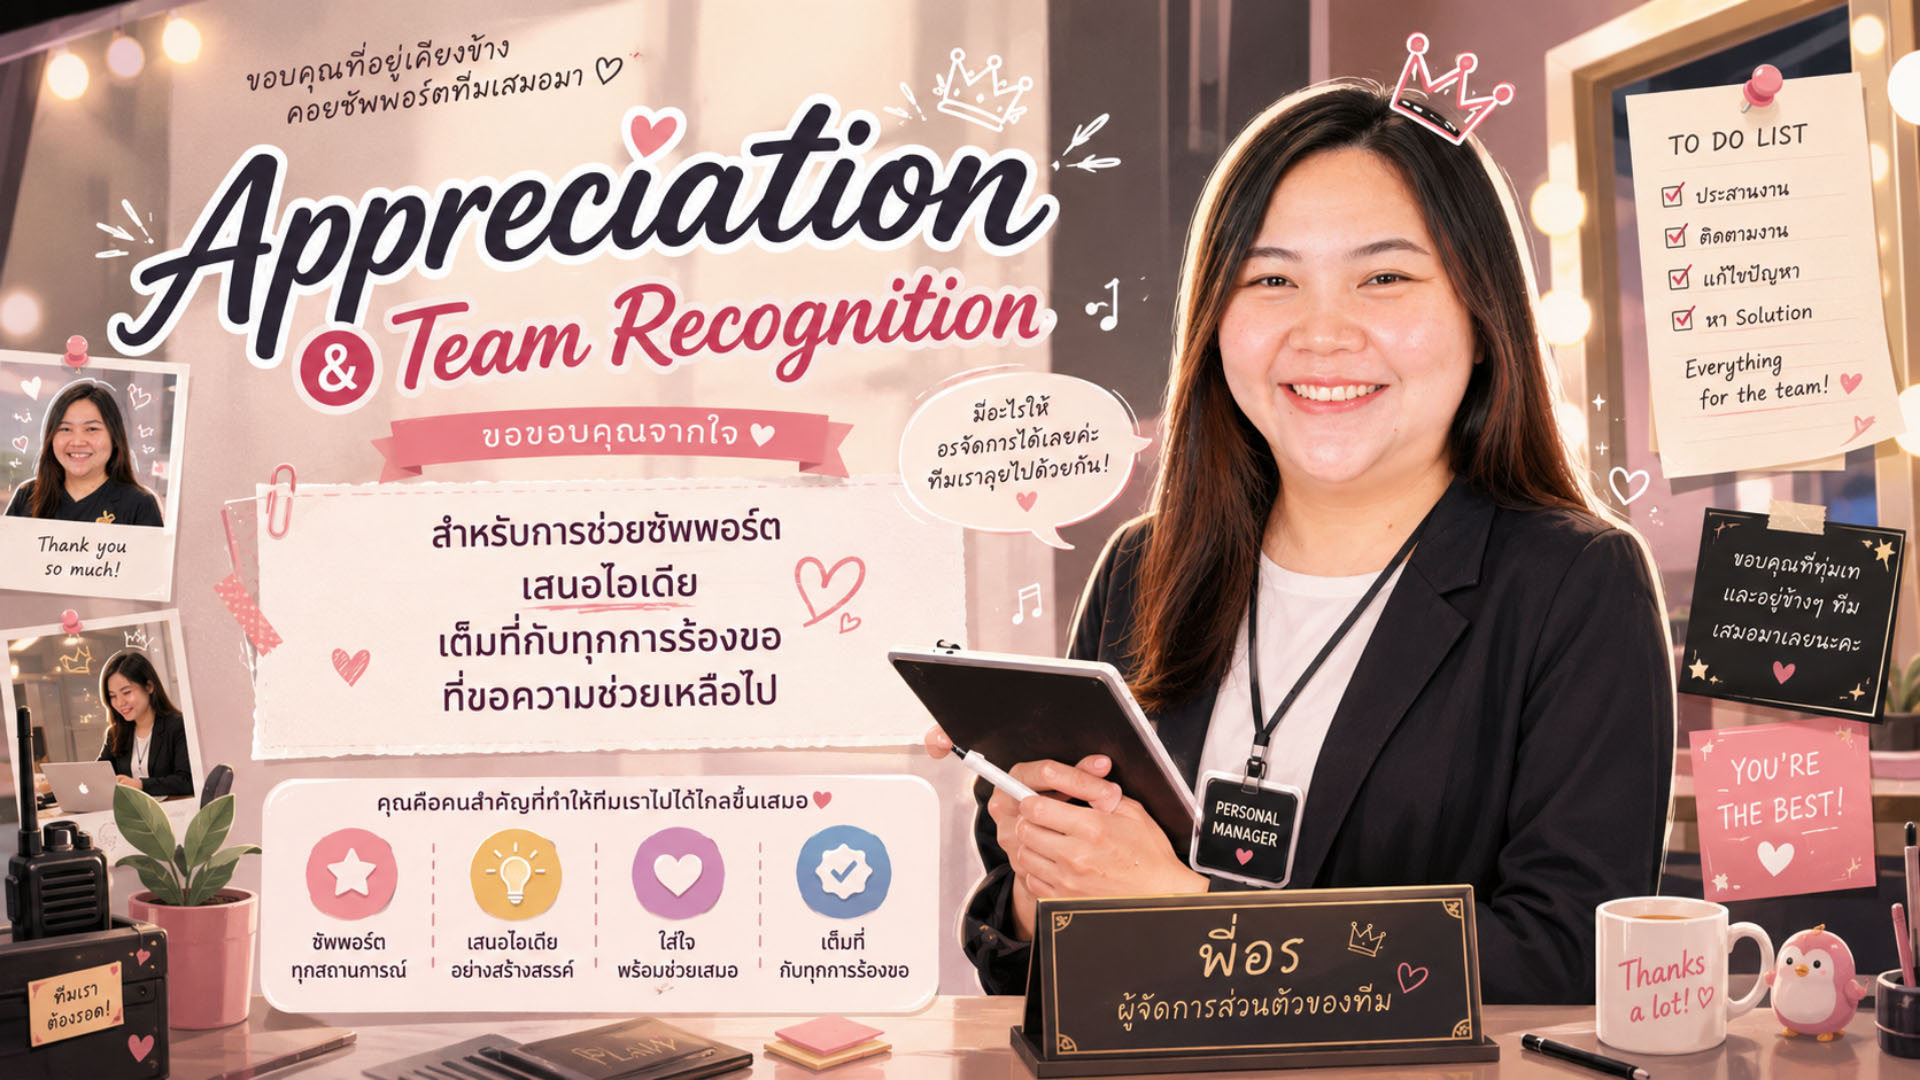 ขอบคุณที่อยู่เคียงข้าง
คอยซัพพอร์ตทีมเสมอมา
Appreciation
& Team Recognition
ขอขอบคุณจากใจ
สำหรับการช่วยซัพพอร์ต
เสนอไอเดีย
เต็มที่กับทุกการร้องขอ
ที่ขอความช่วยเหลือไป
มีอะไรให้
อรจัดการได้เลยค่ะ
ทีมเราลุยไปด้วยกัน!
TO DO LIST
ประสานงาน
ติดตามงาน
แก้ไขปัญหา
หา Solution
Everything
for the team!
Thank you
so much!
ขอบคุณที่ทุ่มเท
และอยู่ข้างๆ ทีม
เสมอมาเลยนะคะ
YOU'RE
THE BEST!
คุณคือคนสำคัญที่ทำให้ทีมเราไปได้ไกลขึ้นเสมอ
ซัพพอร์ต
ทุกสถานการณ์
เสนอไอเดีย
อย่างสร้างสรรค์
ใส่ใจ
พร้อมช่วยเสมอ
เต็มที่
กับทุกการร้องขอ
PERSONAL
MANAGER
พี่อร
ผู้จัดการส่วนตัวของทีม
Thanks
a lot!
ทีมเรา
ต้องรอด!